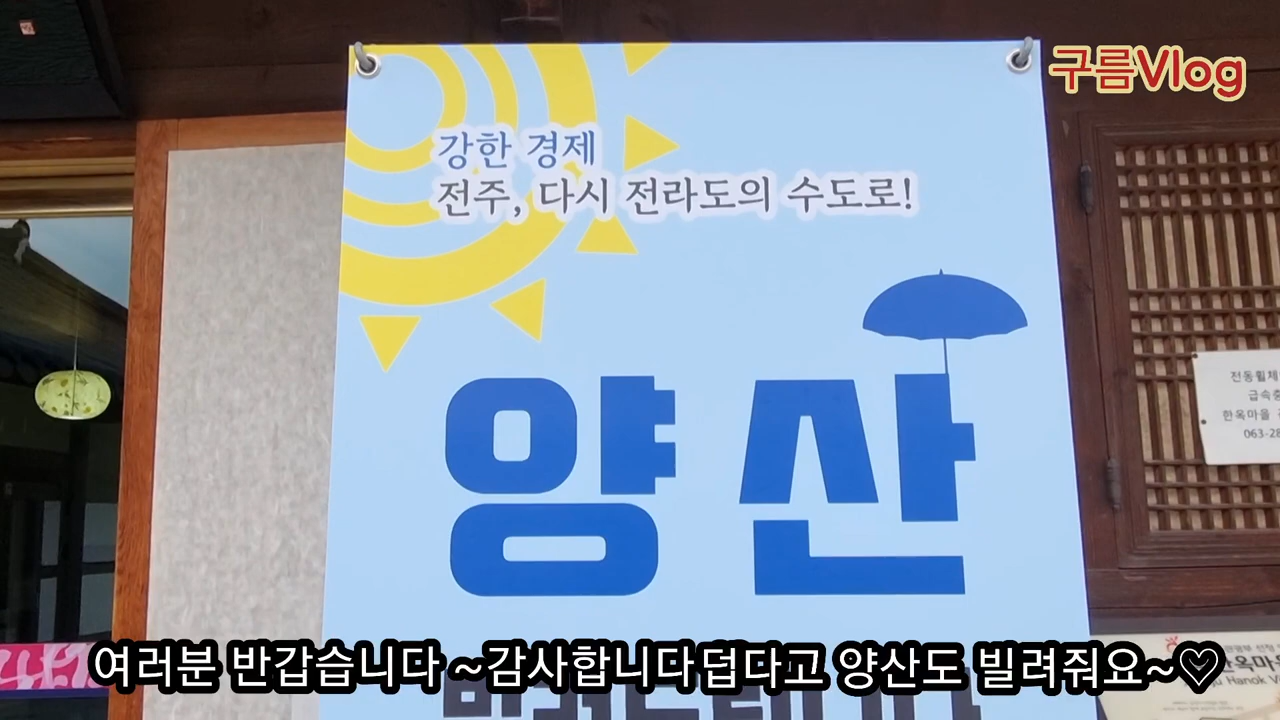 구름Vlog
강한 경제
전주, 다시 전라도의 수도로!
양산
전동휠체
급속충
한옥마을
063-28
여러분 반갑습니다 ~감사합니다덥다고 양산도 빌려줘요~♡